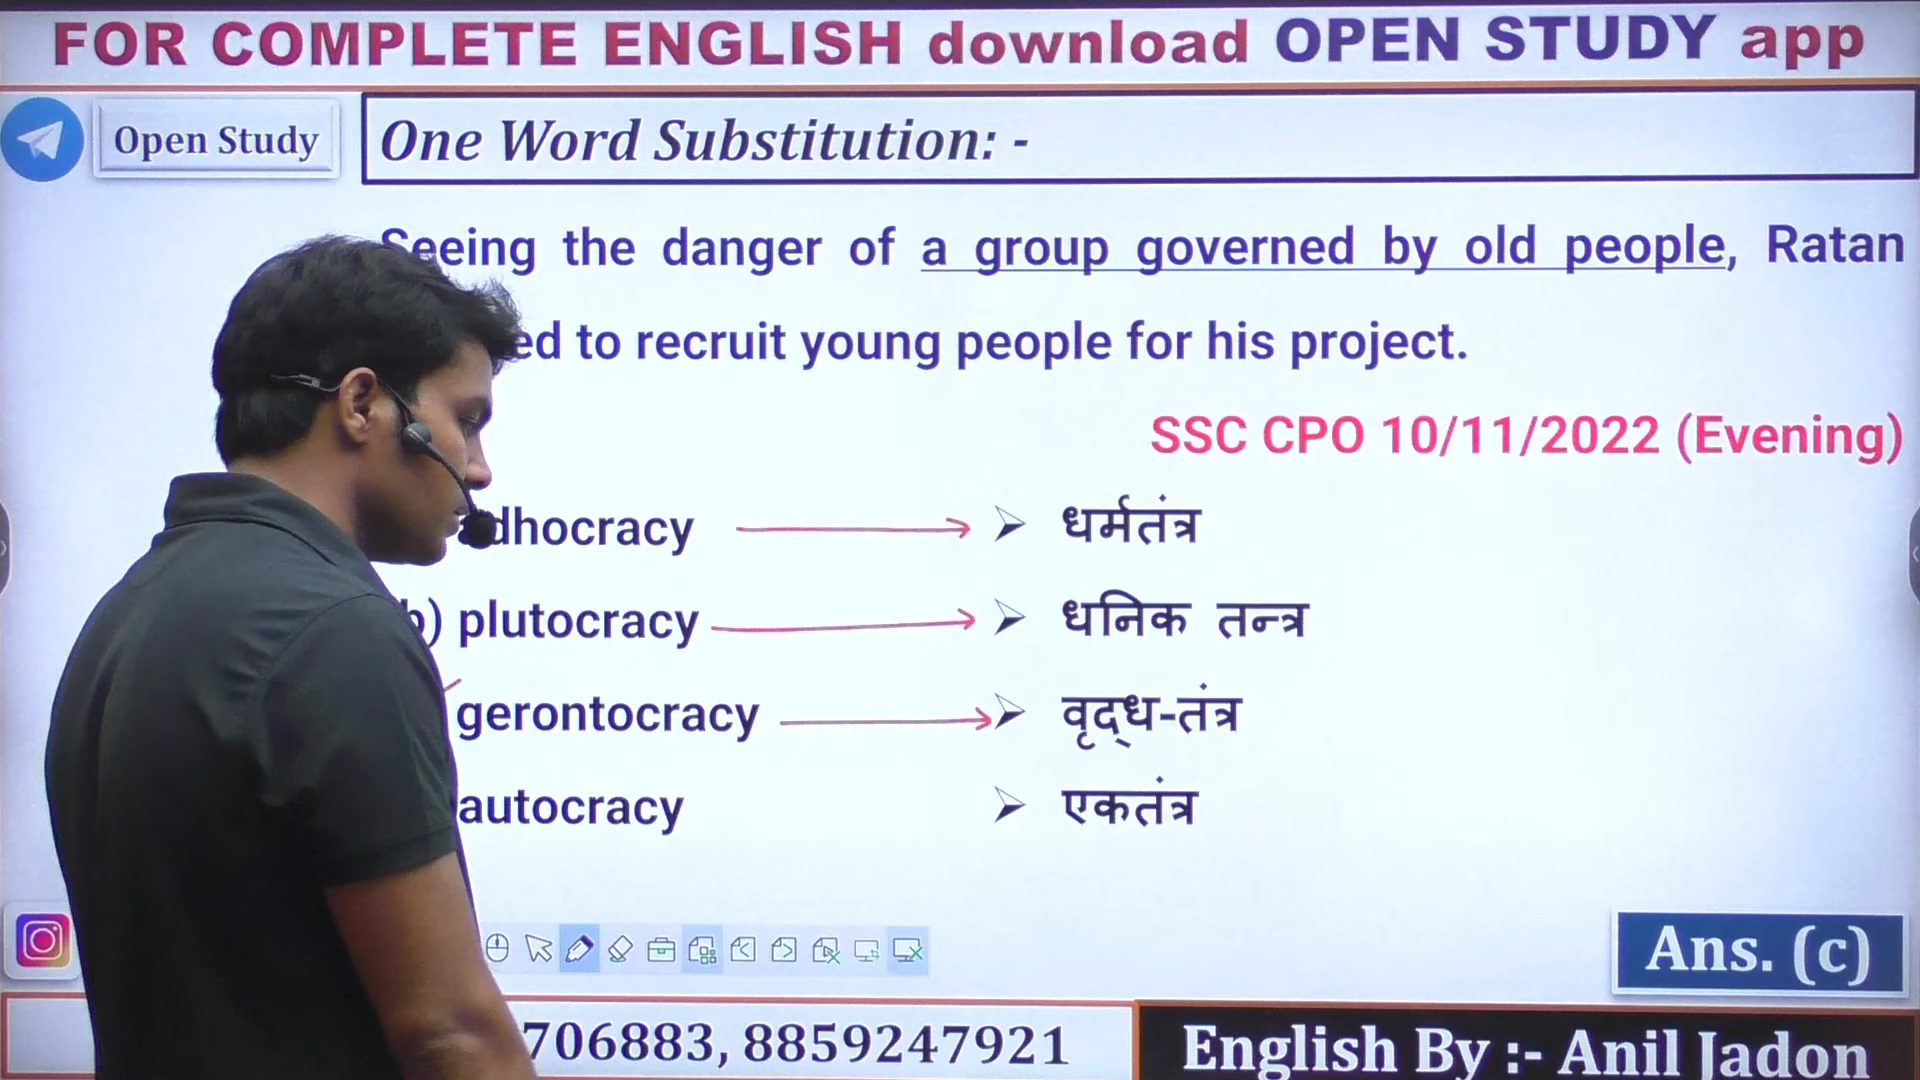 FOR COMPLETE ENGLISH download OPEN STUDY app
Open Study
One Word Substitution: -
Seeing the danger of a group governed by old people, Ratan
to recruit young people for his project.
SSC CPO 10/11/2022 (Evening)
adhocracy ➢ धर्मतंत्र
b) plutocracy ➢ धनिक तन्त्र
gerontocracy ➢ वृद्ध-तंत्र
autocracy ➢ एकतंत्र
Ans. (c)
706883, 8859247921
English By :- Anil Jadon